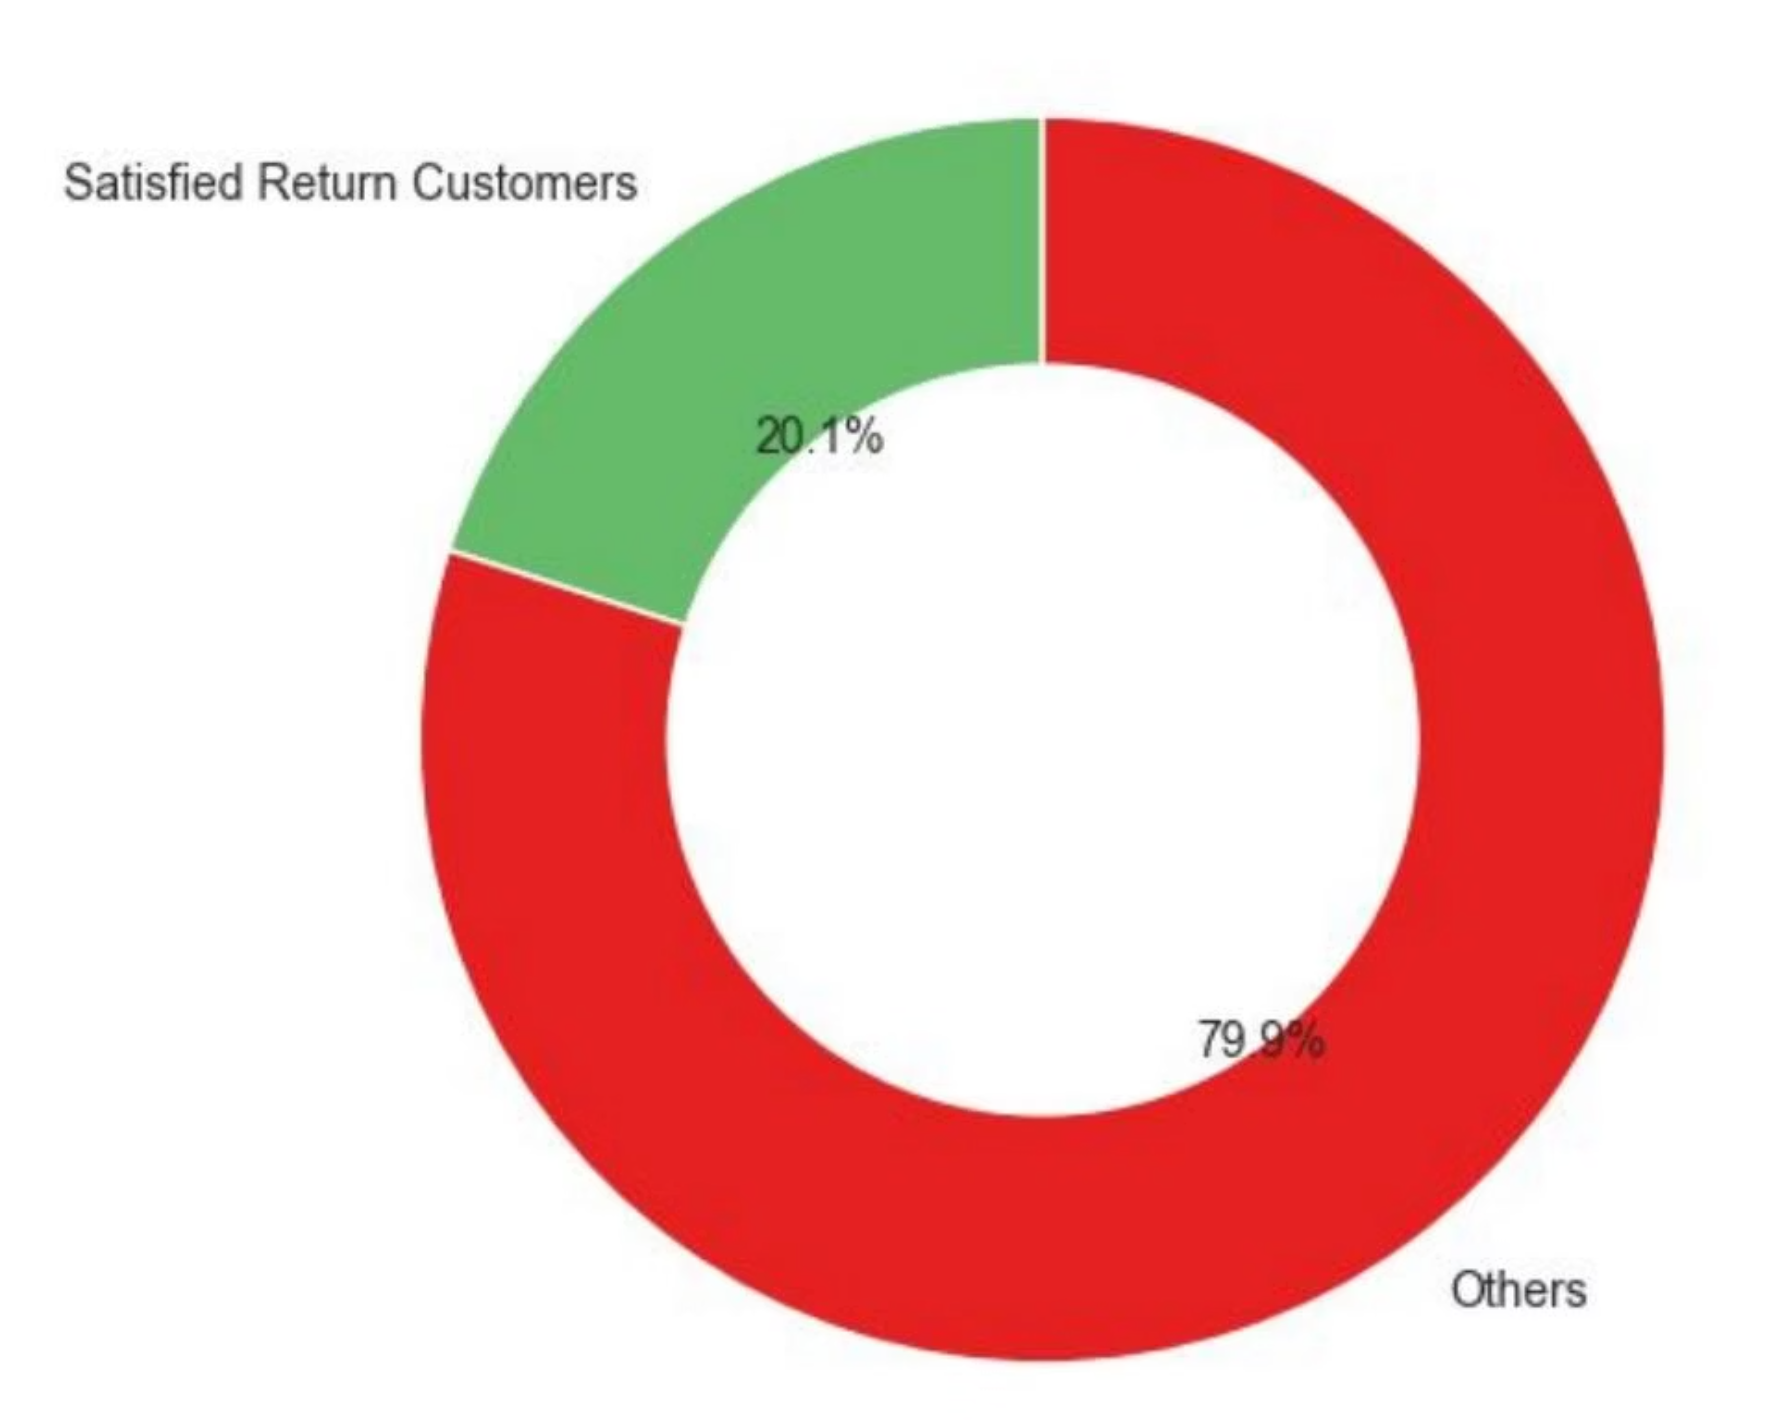 Satisfied Return Customers
20.1%
79.9%
Others